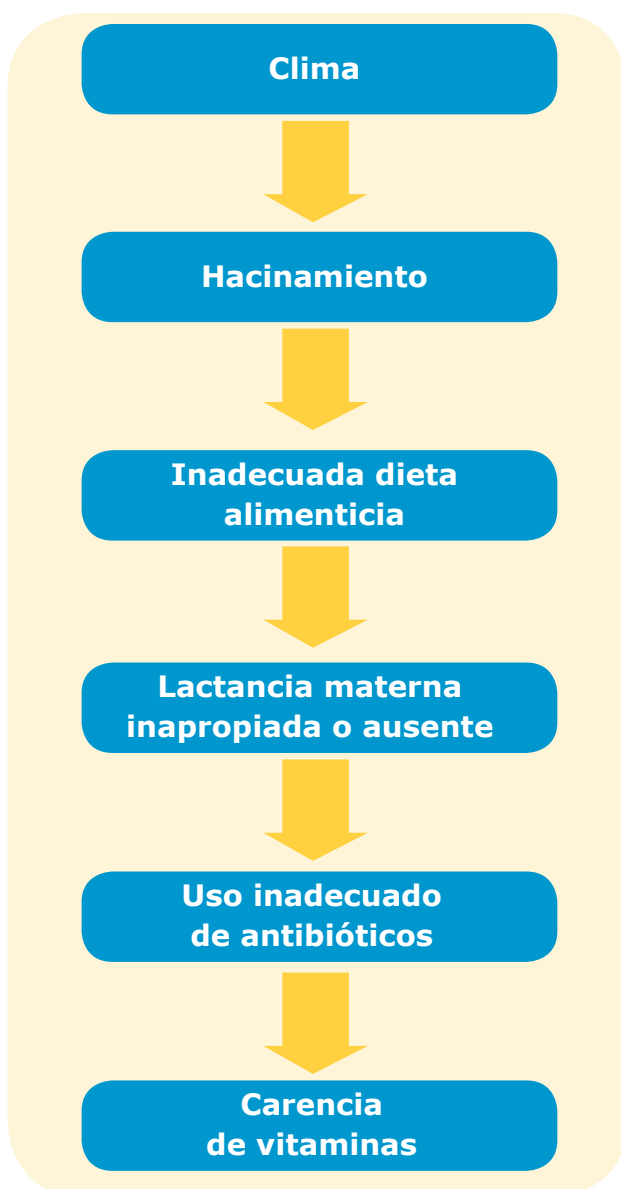 Clima
Hacinamiento
Inadecuada dieta
alimenticia
Lactancia materna
inapropiada o ausente
Uso inadecuado
de antibióticos
Carencia
de vitaminas